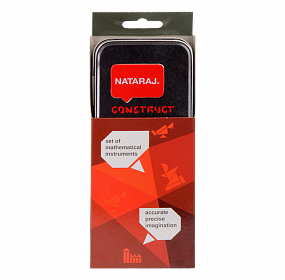 NATARAJ.
CONSTRUCT
set of
mathematical
instruments
accurate
precise
imagination